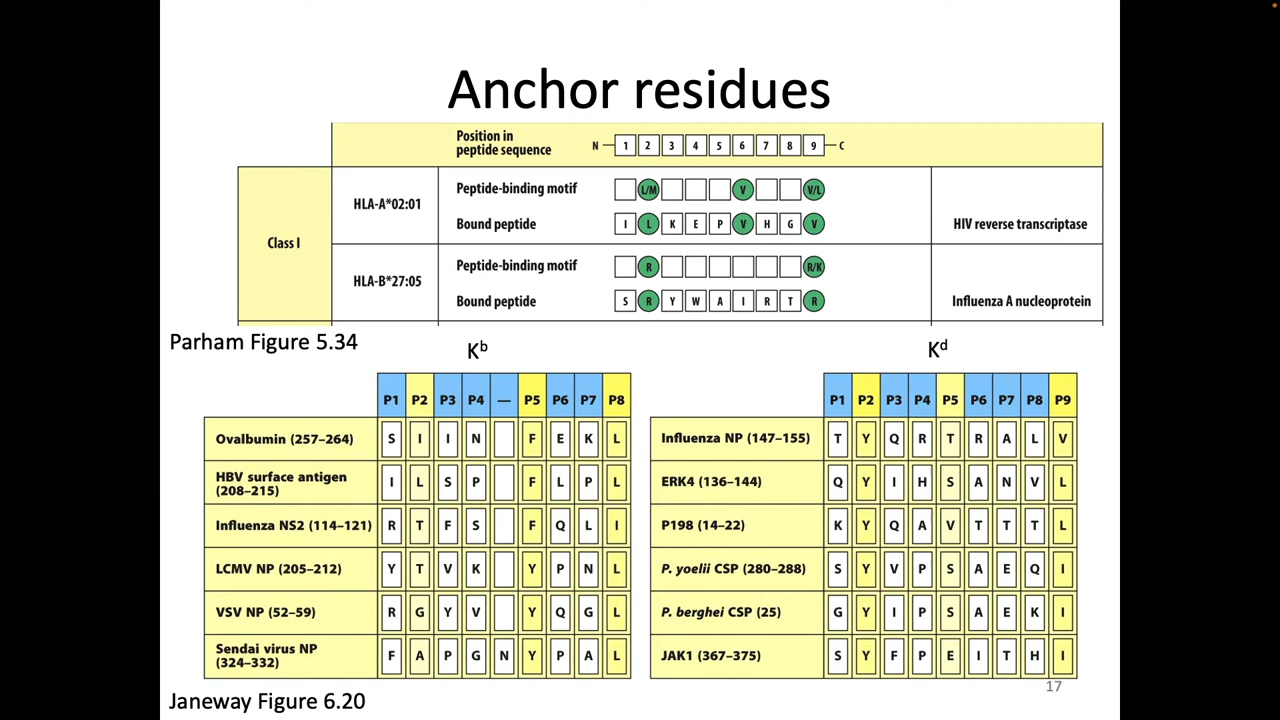 Anchor residues
Position in
peptide sequence
N 1 2 3 4 5 6 7 8 9 C
Class I
HLA-A*02:01
Peptide-binding motif L/M V V/L
Bound peptide I L K E P V H G V HIV reverse transcriptase
HLA-B*27:05
Peptide-binding motif R R/K
Bound peptide S R Y W A I R T R Influenza A nucleoprotein
Parham Figure 5.34
Kb
P1 P2 P3 P4 — P5 P6 P7 P8
Ovalbumin (257–264) S I I N F E K L
HBV surface antigen
(208–215) I L S P F L P L
Influenza NS2 (114–121) R T F S F Q L I
LCMV NP (205–212) Y T V K Y P N L
VSV NP (52–59) R G Y V Y Q G L
Sendai virus NP
(324–332) F A P G N Y P A L
Kd
P1 P2 P3 P4 P5 P6 P7 P8 P9
Influenza NP (147–155) T Y Q R T R A L V
ERK4 (136–144) Q Y I H S A N V L
P198 (14–22) K Y Q A V T T T L
P. yoelii CSP (280–288) S Y V P S A E Q I
P. berghei CSP (25) G Y I P S A E K I
JAK1 (367–375) S Y F P E I T H I
Janeway Figure 6.20
17